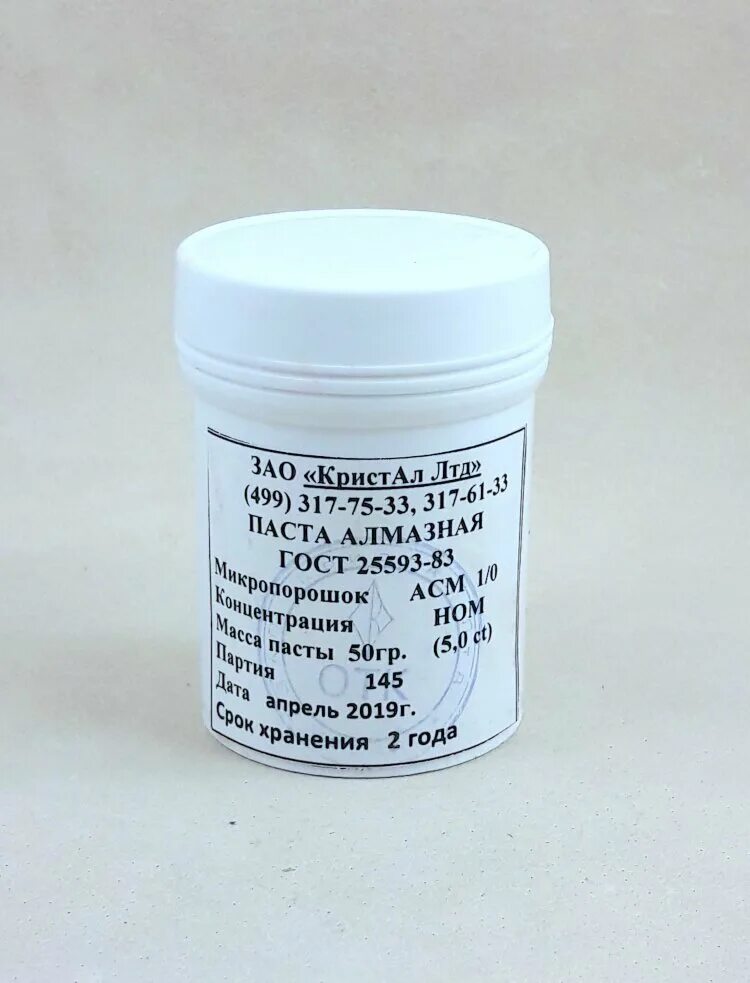 ЗАО «КристАл Лтд»
(499) 317-75-33, 317-61-33
ПАСТА АЛМАЗНАЯ
ГОСТ 25593-83
Микропорошок АСМ 1/0
Концентрация НОМ
Масса пасты 50гр. (5,0 ct)
Партия 145
Дата апрель 2019г.
Срок хранения 2 года
ОТК